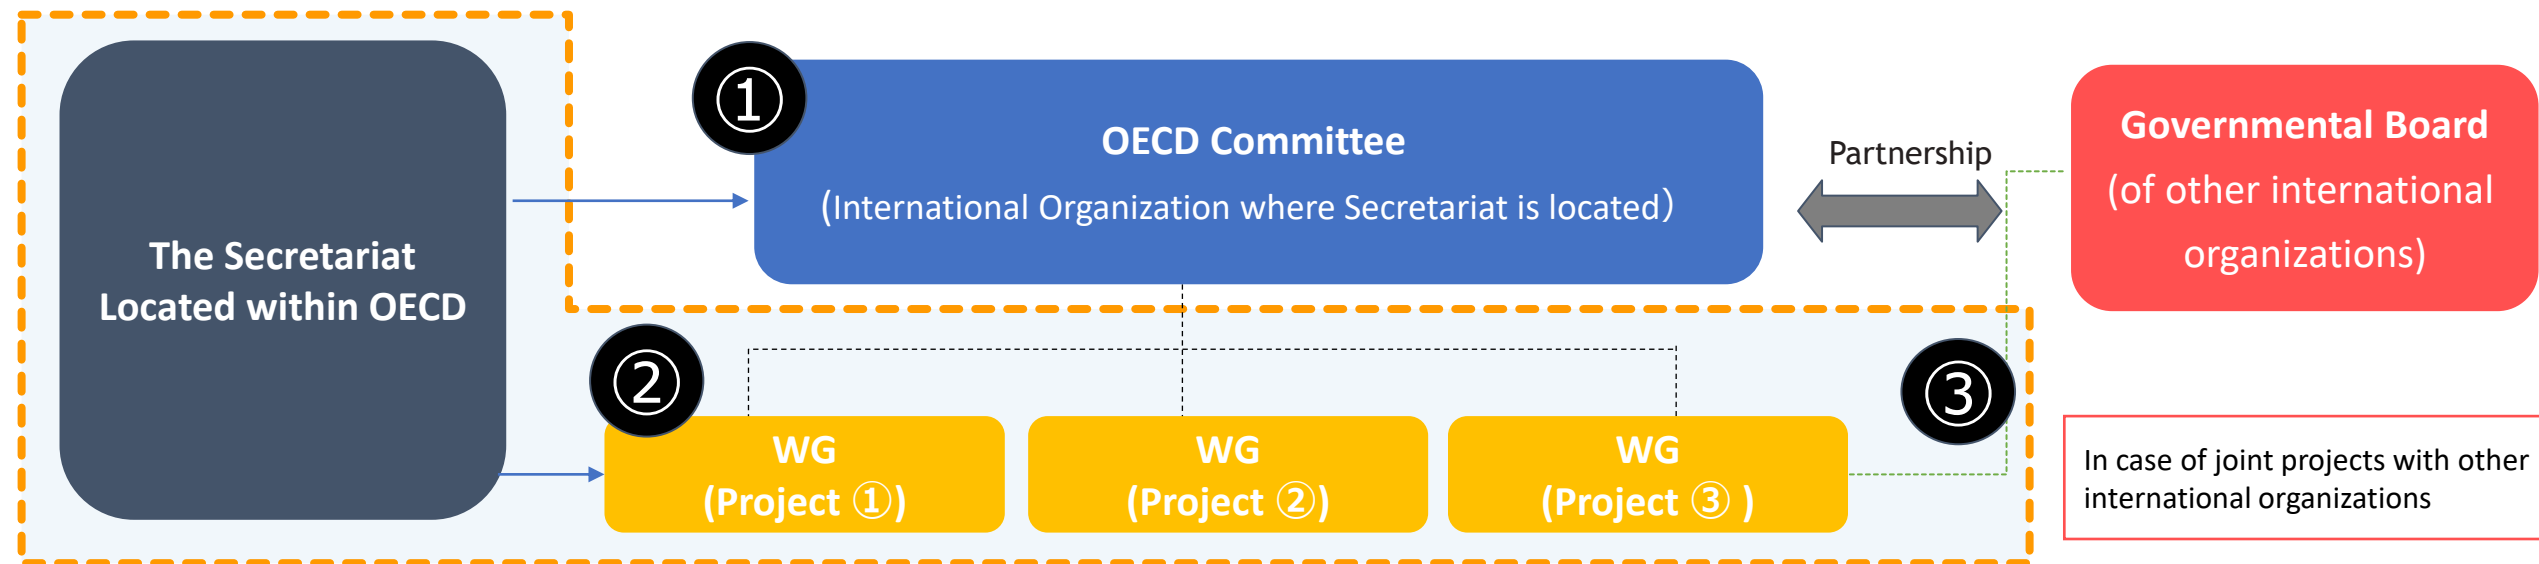 The Secretariat
Located within OECD
①
OECD Committee
(International Organization where Secretariat is located）
Partnership
Governmental Board
(of other international
organizations)
②
WG
(Project ①)
WG
(Project ②)
WG
(Project ③ )
③
In case of joint projects with other
international organizations